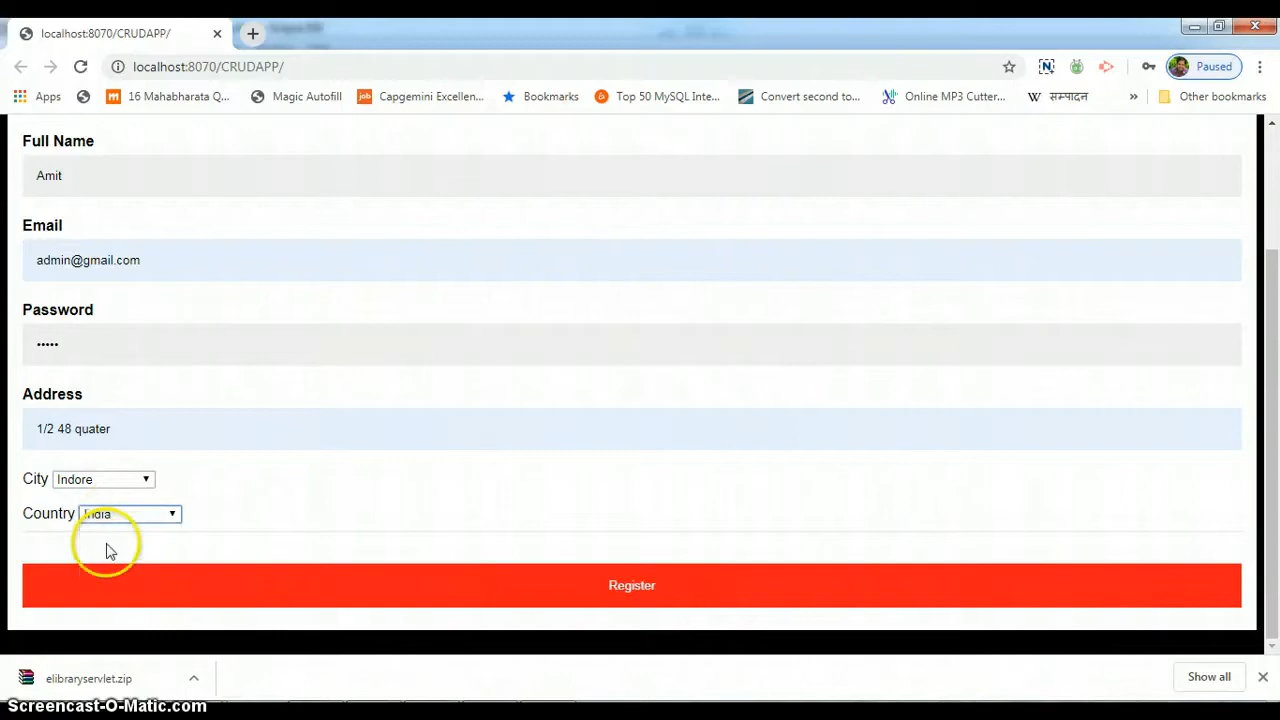 localhost:8070/CRUDAPP/
localhost:8070/CRUDAPP/ Paused
Apps 16 Mahabharata Q... Magic Autofill Capgemini Excellen... Bookmarks Top 50 MySQL Inte... Convert second to... Online MP3 Cutter... सम्पादन » Other bookmarks
Full Name
Amit
Email
admin@gmail.com
Password
•••••
Address
1/2 48 quater
City Indore
Country India
Register
elibraryservlet.zip Show all
Screencast-O-Matic.com